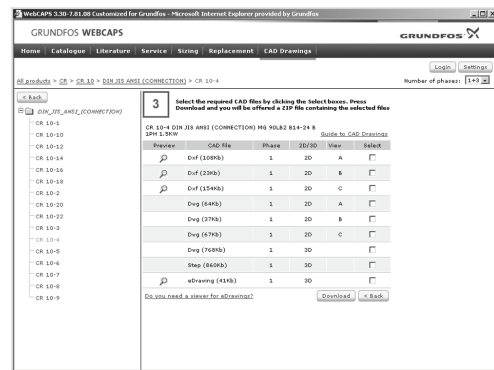 WebCAPS 3.30-7.81.08 Customized for Grundfos - Microsoft Internet Explorer provided by Grundfos
GRUNDFOS WEBCAPS
GRUNDFOS
Home | Catalogue | Literature | Service | Sizing | Replacement | CAD Drawings
Login Settings
All products > CR > CR 10 > DIN JIS ANSI (CONNECTION) > CR 10-4
Number of phases: 1+3
< Back
DIN_JIS_ANSI_(CONNECTION)
CR 10-1
CR 10-10
CR 10-12
CR 10-14
CR 10-16
CR 10-18
CR 10-2
CR 10-20
CR 10-22
CR 10-3
CR 10-4
CR 10-5
CR 10-6
CR 10-7
CR 10-8
CR 10-9
3
Select the required CAD files by clicking the Select boxes. Press
Download and you will be offered a ZIP file containing the selected files
CR 10-4 DIN JIS ANSI (CONNECTION) MG 90LB2 B14-24 B
1PH 1.5KW
Guide to CAD Drawings
Preview CAD file Phase 2D/3D View Select
Dxf (108Kb) 1 2D A
Dxf (23Kb) 1 2D B
Dxf (154Kb) 1 2D C
Dwg (64Kb) 1 2D A
Dwg (37Kb) 1 2D B
Dwg (67Kb) 1 2D C
Dwg (768Kb) 1 3D
Step (860Kb) 1 3D
eDrawing (41Kb) 1 3D
Do you need a viewer for eDrawings?
Download < Back